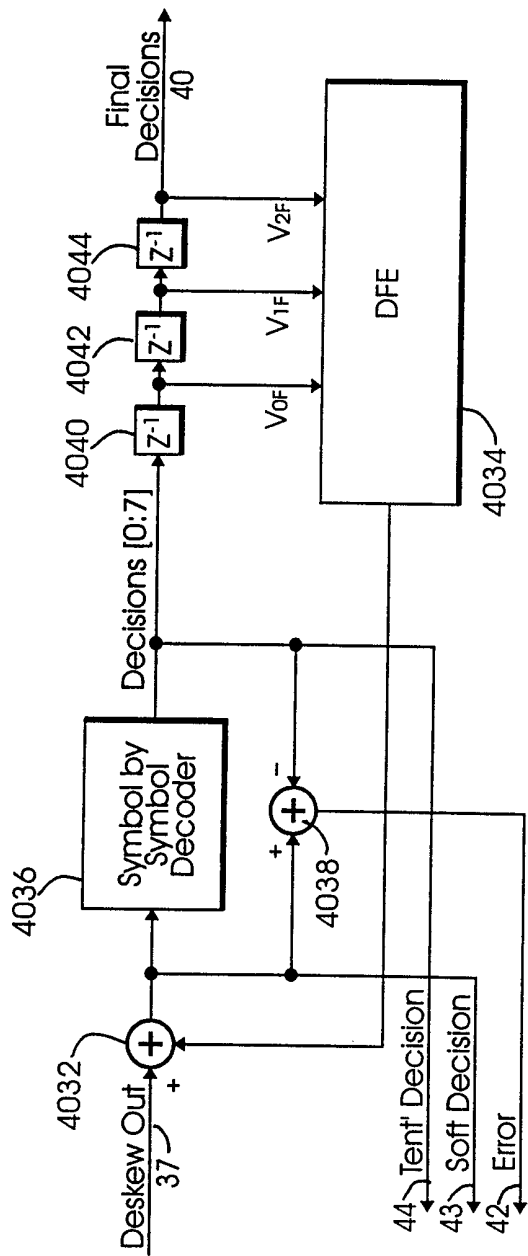 Deskew Out
37
4032
+
+
4036
Symbol by
Symbol
Decoder
Decisions [0:7]
4040
Z-1
4042
Z-1
4044
Z-1
Final
Decisions
40
V0F
V1F
V2F
DFE
4034
+
-
+
4038
44 Tent' Decision
43 Soft Decision
42 Error